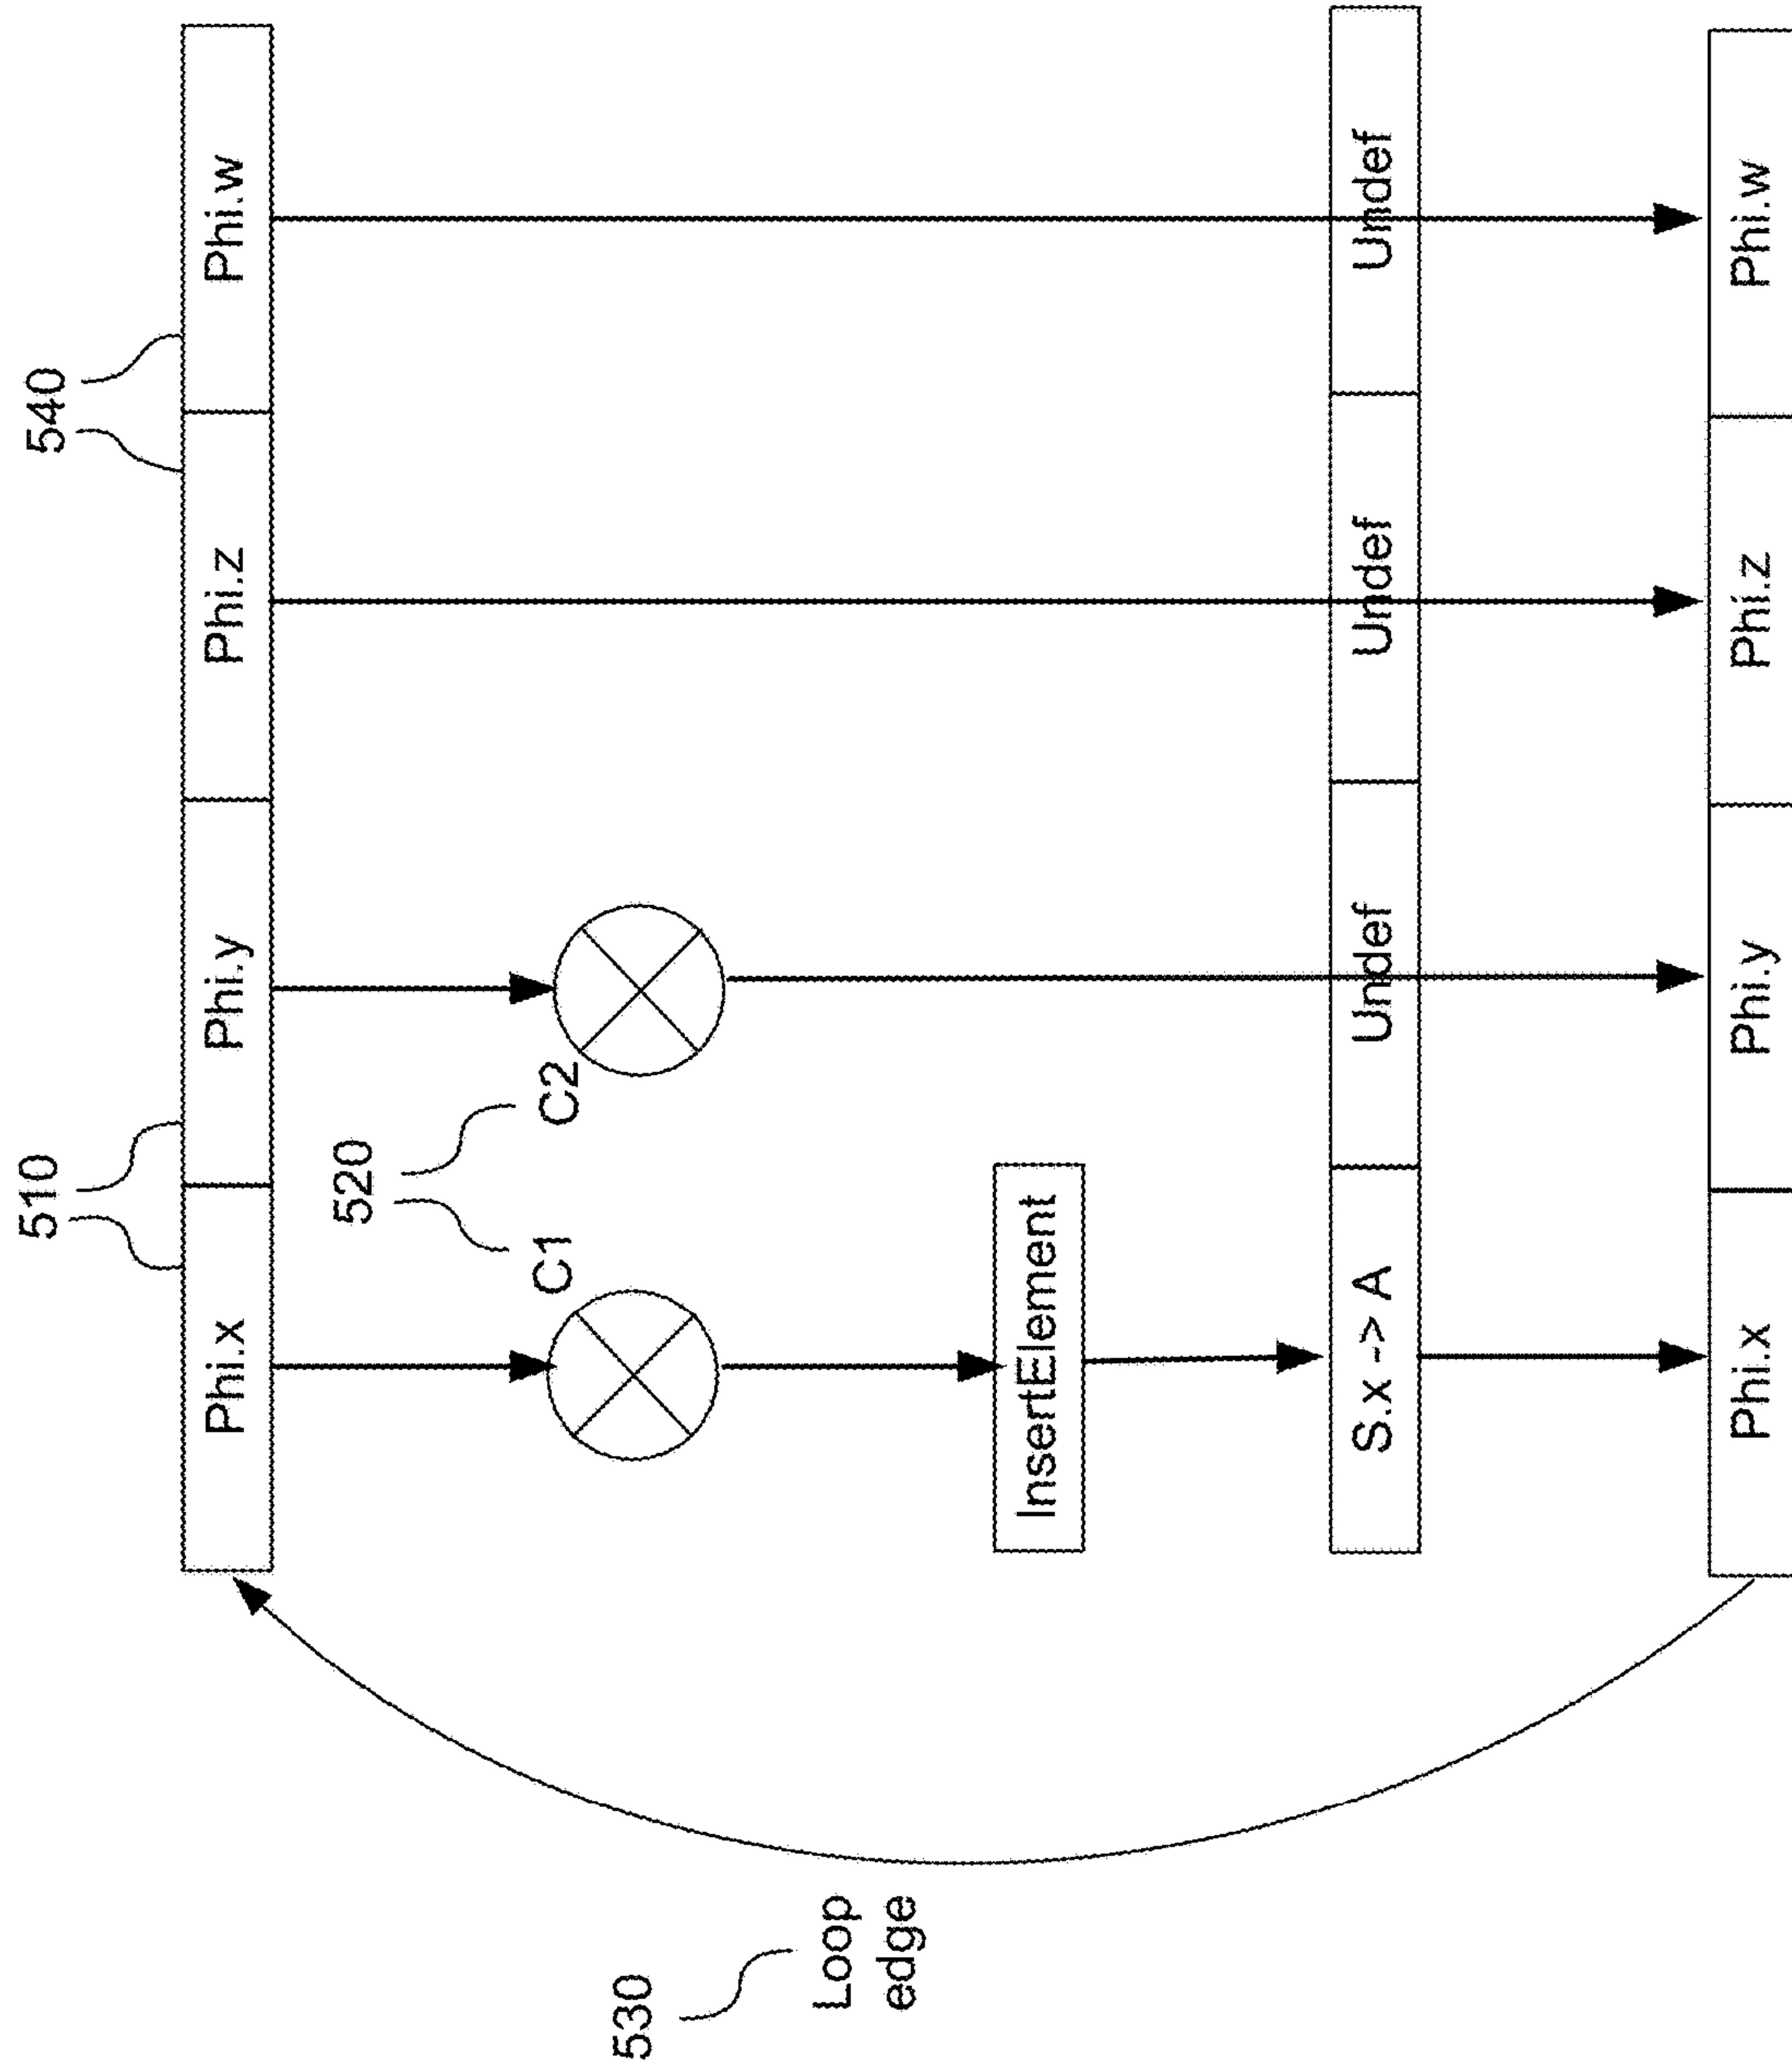 510
540
Phi.x
Phi.y
Phi.z
Phi.w
520
C1
C2
530
Loop
edge
InsertElement
S.x -> A
Undef
Undef
Undef
Phi.x
Phi.y
Phi.z
Phi.w